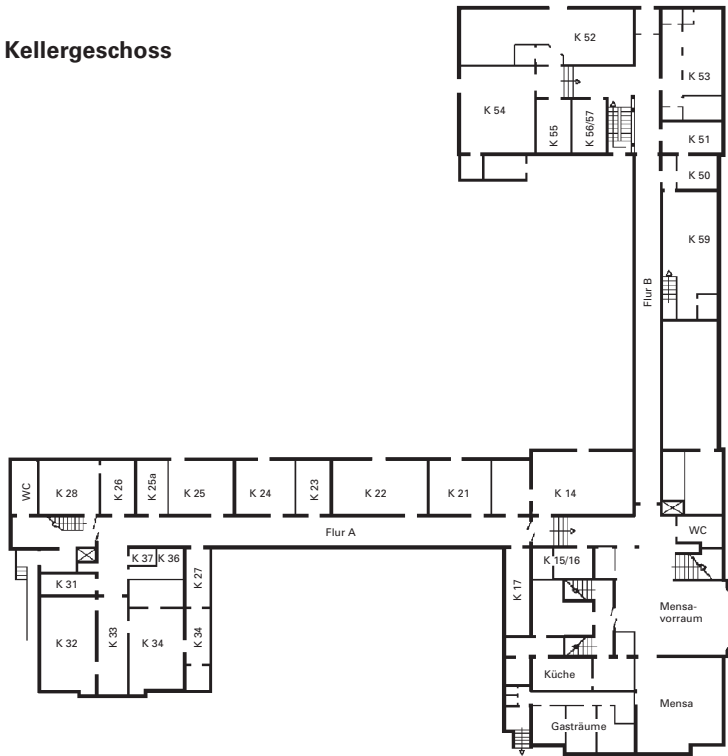 Kellergeschoss
K 52
K 53
K 54
K 55
K 56/57
K 51
K 50
K 59
Flur B
WC
K 28
K 26
K 25a
K 25
K 24
K 23
K 22
K 21
K 14
Flur A
WC
K 37
K 36
K 15/16
K 31
K 27
K 17
K 32
K 33
K 34
K 34
Mensa-
vorraum
Küche
Mensa
Gasträume